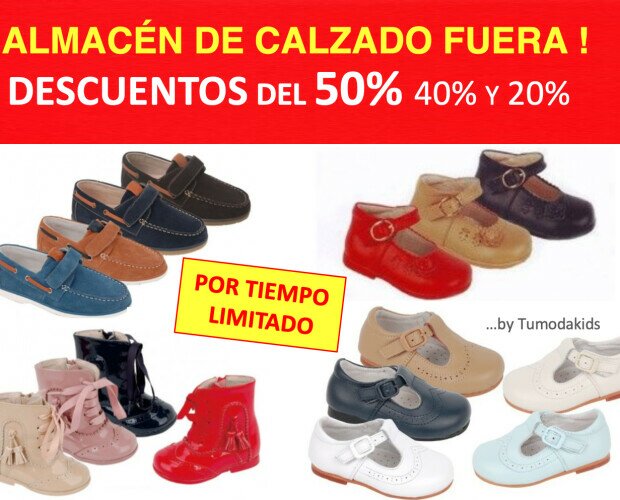 ALMACÉN DE CALZADO FUERA !
DESCUENTOS DEL 50% 40% Y 20%
POR TIEMPO
LIMITADO
...by Tumodakids